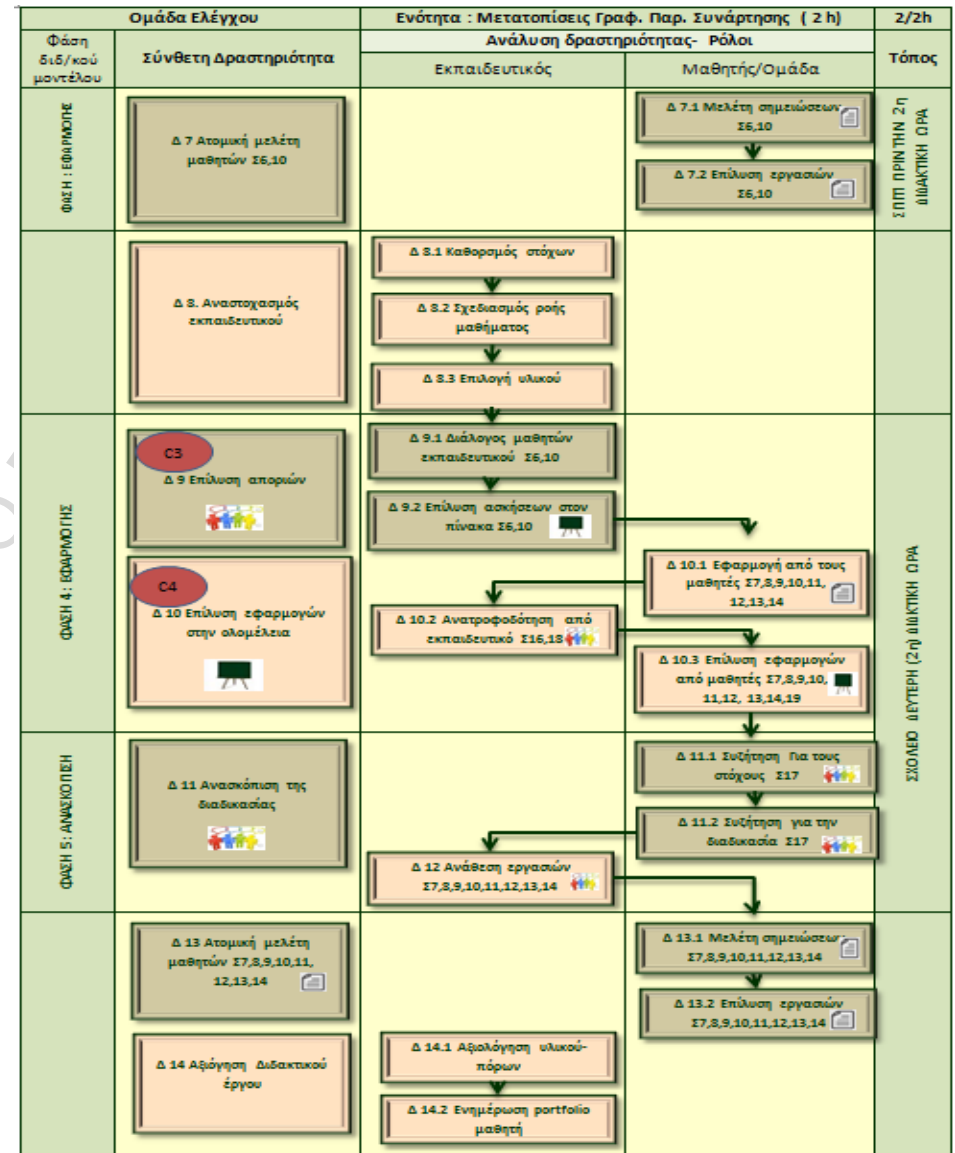 Ομάδα Ελέγχου
Ενότητα : Μετατοπίσεις Γραφ. Παρ. Συνάρτησης ( 2 h)
2/2h
Φάση
διδ/κού
μοντέλου
Σύνθετη Δραστηριότητα
Ανάλυση δραστηριότητας- Ρόλοι
Εκπαιδευτικός
Μαθητής/Ομάδα
Τόπος
ΦΑΣΗ : ΕΦΑΡΜΟΓΗΣ
Δ 7 Ατομική μελέτη
μαθητών Σ6,10
Δ 7.1 Μελέτη σημειώσεων
Σ6,10
Δ 7.2 Επίλυση εργασιών
Σ6,10
ΣΠΙΤΙ ΠΡΙΝ ΤΗΝ 2η
ΔΙΔΑΚΤΙΚΗ ΩΡΑ
Δ 8. Αναστοχασμός
εκπαιδευτικού
Δ 8.1 Καθορσμός στόχων
Δ 8.2 Σχεδιασμός ροής
μαθήματος
Δ 8.3 Επιλογή υλικού
ΦΑΣΗ 4: ΕΦΑΡΜΟΓΗΣ
C3
Δ 9 Επίλυση αποριών
Δ 9.1 Διάλογος μαθητών
εκπαιδευτικού Σ6,10
Δ 9.2 Επίλυση ασκήσεων στον
πίνακα Σ6,10
C4
Δ 10 Επίλυση εφαρμογών
στην ολομέλεια
Δ 10.1 Εφαρμογή από τους
μαθητές Σ7,8,9,10,11,
12,13,14
Δ 10.2 Ανατροφοδότηση από
εκπαιδευτικό Σ16,18
Δ 10.3 Επίλυση εφαρμογών
από μαθητές Σ7,8,9,10,
11,12, 13,14,19
ΣΧΟΛΕΙΟ ΔΕΥΤΕΡΗ (2η) ΔΙΔΑΚΤΙΚΗ ΩΡΑ
ΦΑΣΗ 5: ΑΝΑΣΚΟΠΙΣΗ
Δ 11 Ανασκόπιση της
διαδικασίας
Δ 11.1 Συζήτηση Για τους
στόχους Σ17
Δ 11.2 Συζήτηση για την
διαδικασία Σ17
Δ 12 Ανάθεση εργασιών
Σ7,8,9,10,11,12,13,14
Δ 13 Ατομική μελέτη
μαθητών Σ7,8,9,10,11,
12,13,14
Δ 13.1 Μελέτη σημειώσεων
Σ7,8,9,10,11,12,13,14
Δ 13.2 Επίλυση εργασιών
Σ7,8,9,10,11,12,13,14
Δ 14 Αξιόγηση Διδακτικού
έργου
Δ 14.1 Αξιολόγηση υλικού-
πόρων
Δ 14.2 Ενημέρωση portfolio
μαθητή